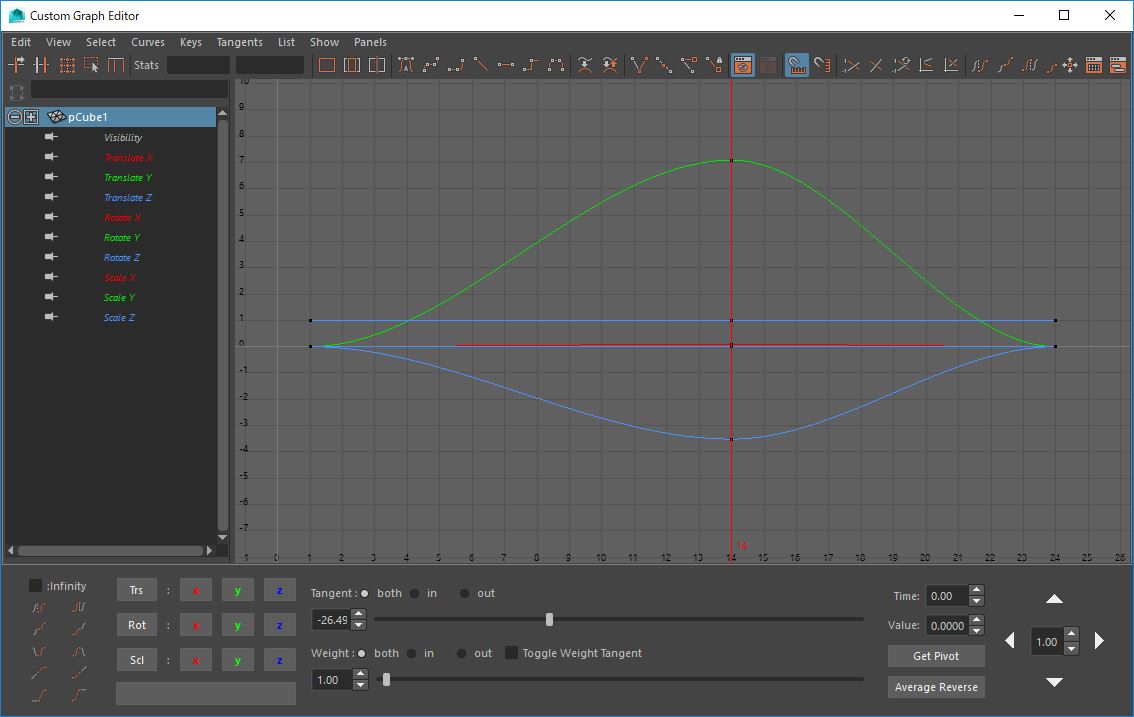 Custom Graph Editor
Edit View Select Curves Keys Tangents List Show Panels
Stats
pCube1
Visibility
Translate X
Translate Y
Translate Z
Rotate X
Rotate Y
Rotate Z
Scale X
Scale Y
Scale Z
10
9
8
7
6
5
4
3
2
1
0
-1
-2
-3
-4
-5
-6
-7
14
1 0 1 2 3 4 5 6 7 8 9 10 11 12 13 14 15 16 17 18 19 20 21 22 23 24 25 26
:Infinity
Trs : x y z
Rot : x y z
Scl : x y z
Tangent : both in out
-26.49
Weight : both in out Toggle Weight Tangent
1.00
Time: 0.00
Value: 0.0000
Get Pivot
Average Reverse
1.00